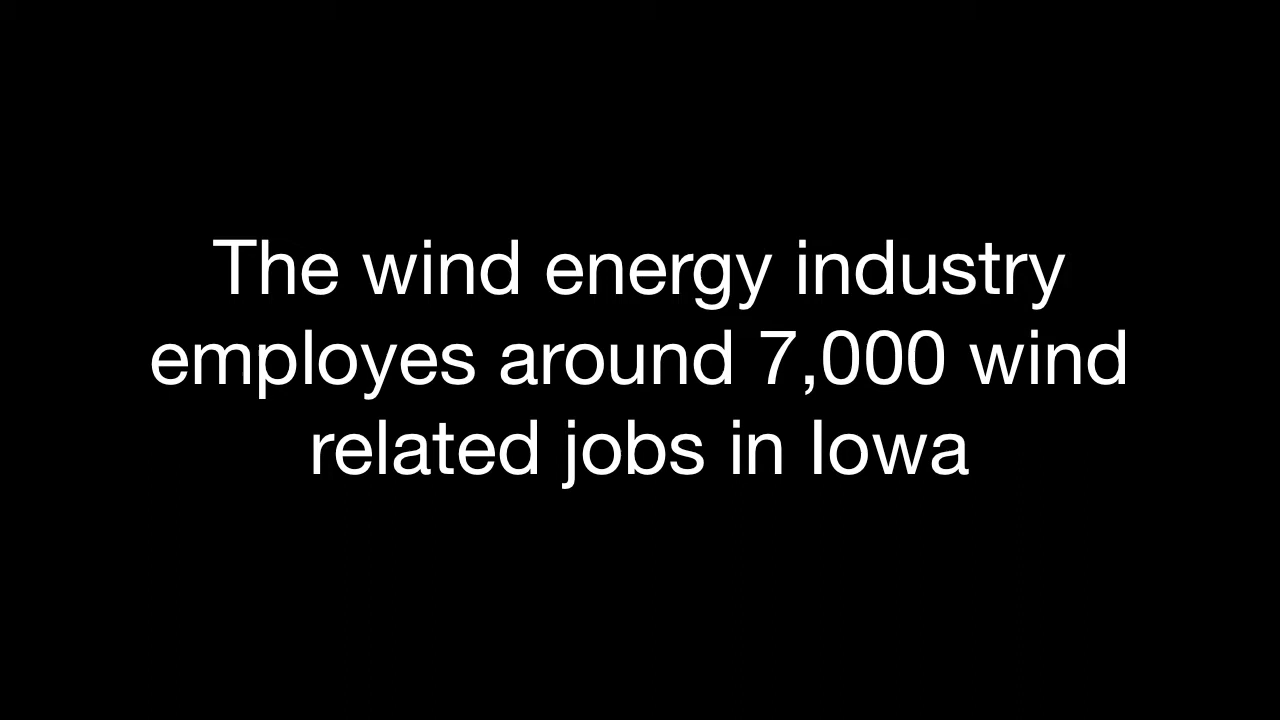 The wind energy industry
employes around 7,000 wind
related jobs in Iowa